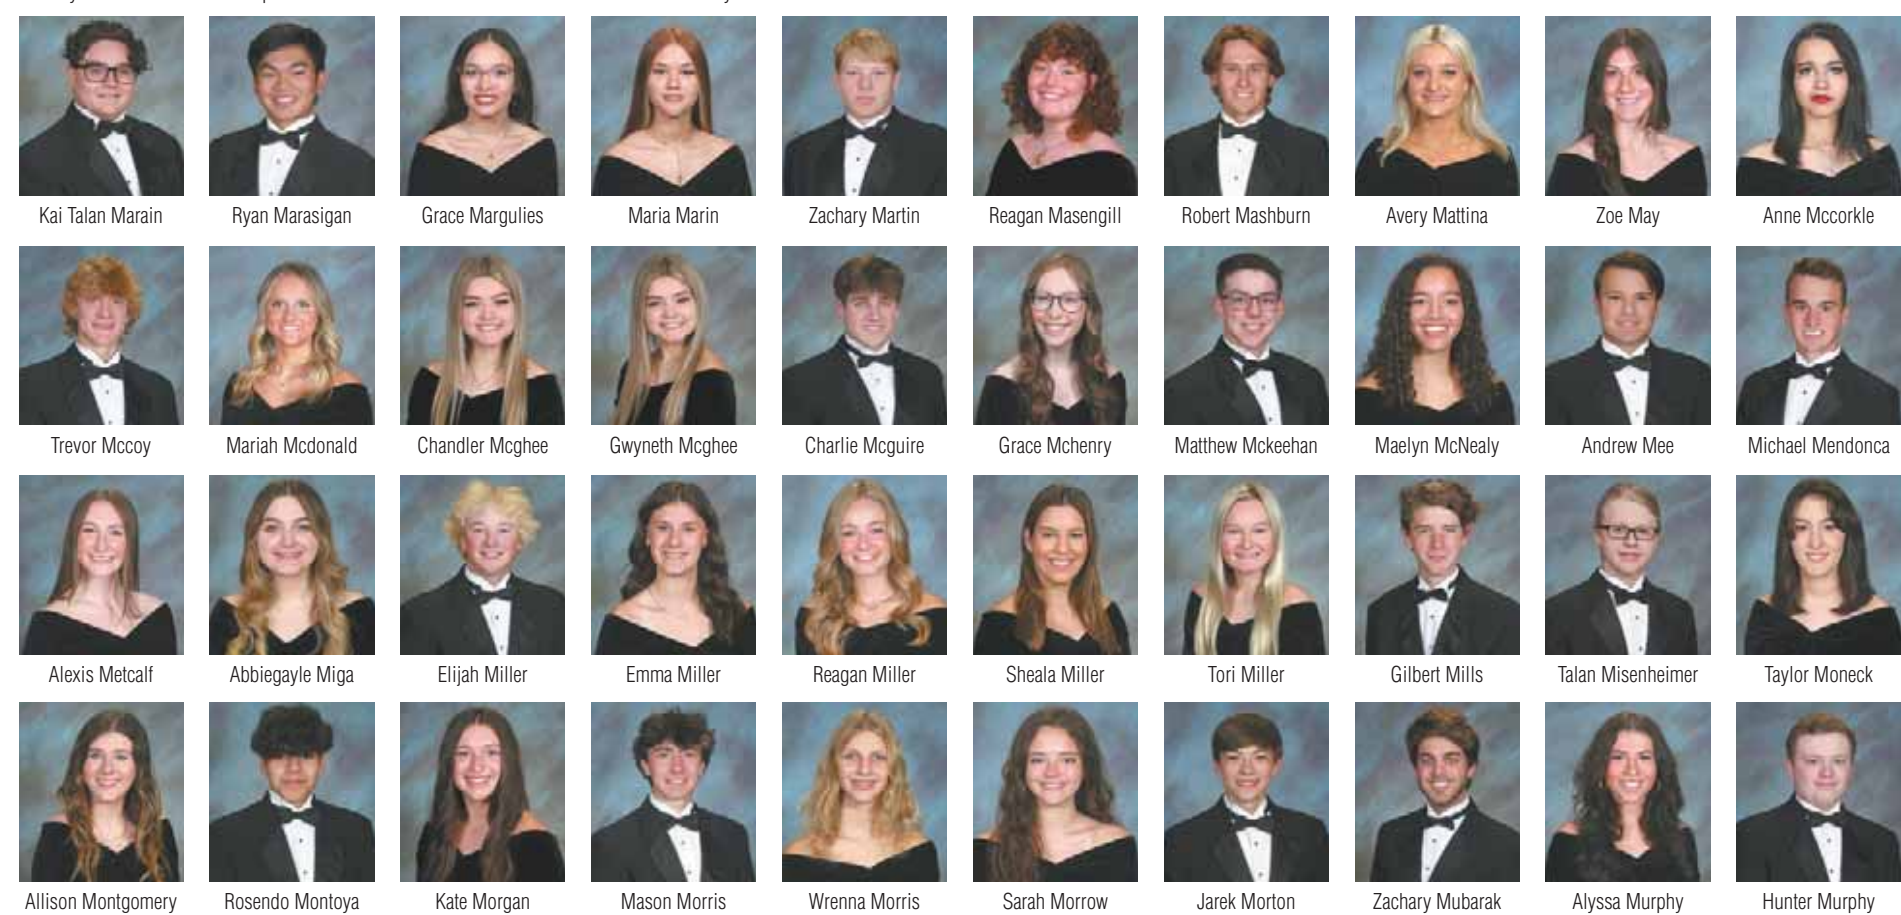 Kai Talan Marain Ryan Marasigan Grace Margulies Maria Marin Zachary Martin Reagan Masengill Robert Mashburn Avery Mattina Zoe May Anne Mccorkle
Trevor Mccoy Mariah Mcdonald Chandler Mcghee Gwyneth Mcghee Charlie Mcguire Grace Mchenry Matthew Mckeehan Maelyn McNealy Andrew Mee Michael Mendonca
Alexis Metcalf Abbiegayle Miga Elijah Miller Emma Miller Reagan Miller Sheala Miller Tori Miller Gilbert Mills Talan Misenheimer Taylor Moneck
Allison Montgomery Rosendo Montoya Kate Morgan Mason Morris Wrenna Morris Sarah Morrow Jarek Morton Zachary Mubarak Alyssa Murphy Hunter Murphy